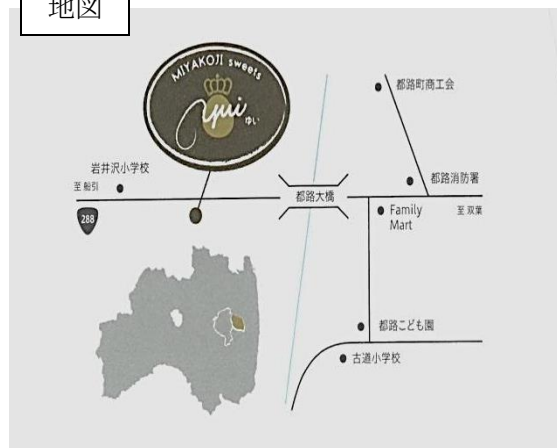 地図
MIYAKOJI sweets
yui
ゆい
都路町商工会
岩井沢小学校
至 船引
都路消防署
都路大橋
288
Family
Mart
至 双葉
都路こども園
古道小学校